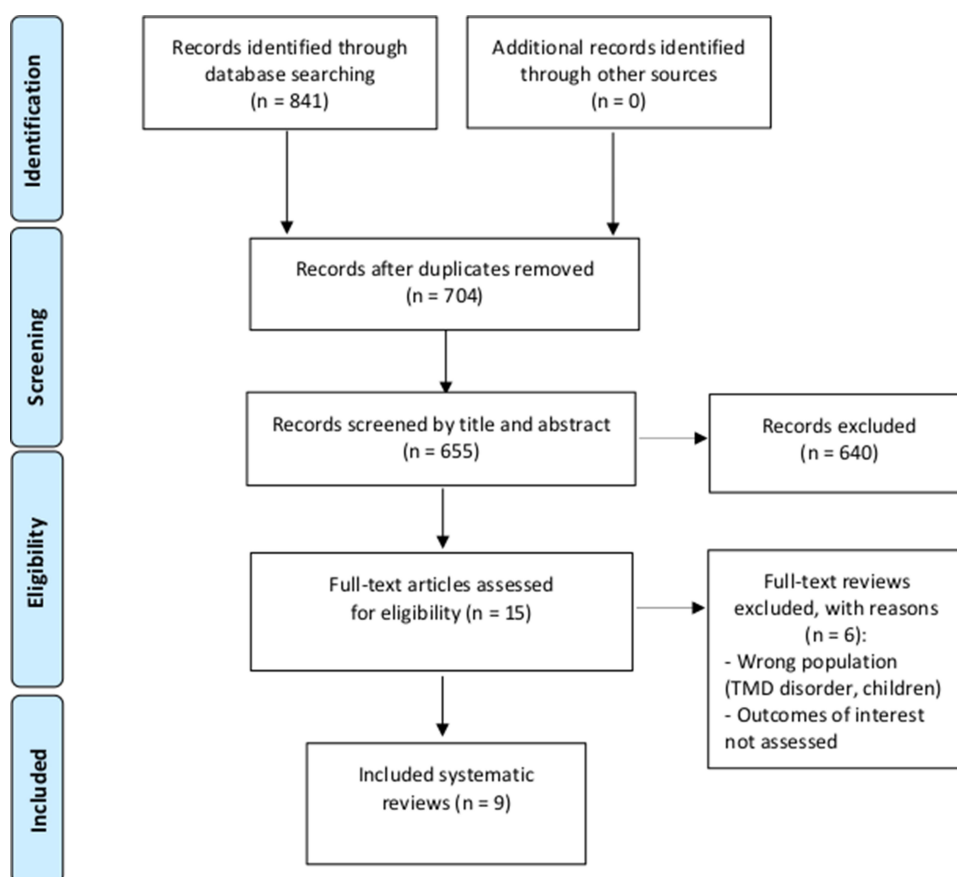 Identification
Records identified through
database searching
(n = 841)
Additional records identified
through other sources
(n = 0)
Screening
Records after duplicates removed
(n = 704)
Records screened by title and abstract
(n = 655)
Records excluded
(n = 640)
Eligibility
Full-text articles assessed
for eligibility (n = 15)
Full-text reviews
excluded, with reasons
(n = 6):
- Wrong population
(TMD disorder, children)
- Outcomes of interest
not assessed
Included
Included systematic
reviews (n = 9)